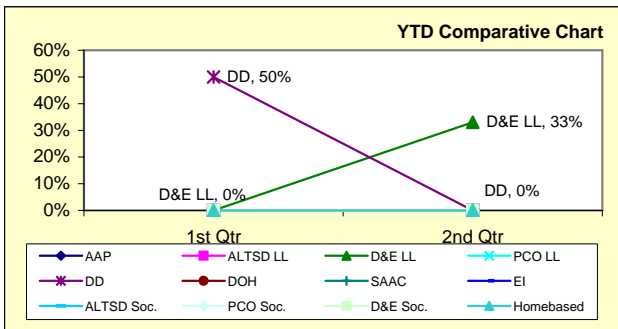 YTD Comparative Chart
60%
50%
40%
30%
20%
10%
0%
DD, 50%
D&E LL, 33%
D&E LL, 0%
DD, 0%
1st Qtr
2nd Qtr
AAP
ALTSD LL
D&E LL
PCO LL
DD
DOH
SAAC
EI
ALTSD Soc.
PCO Soc.
D&E Soc.
Homebased